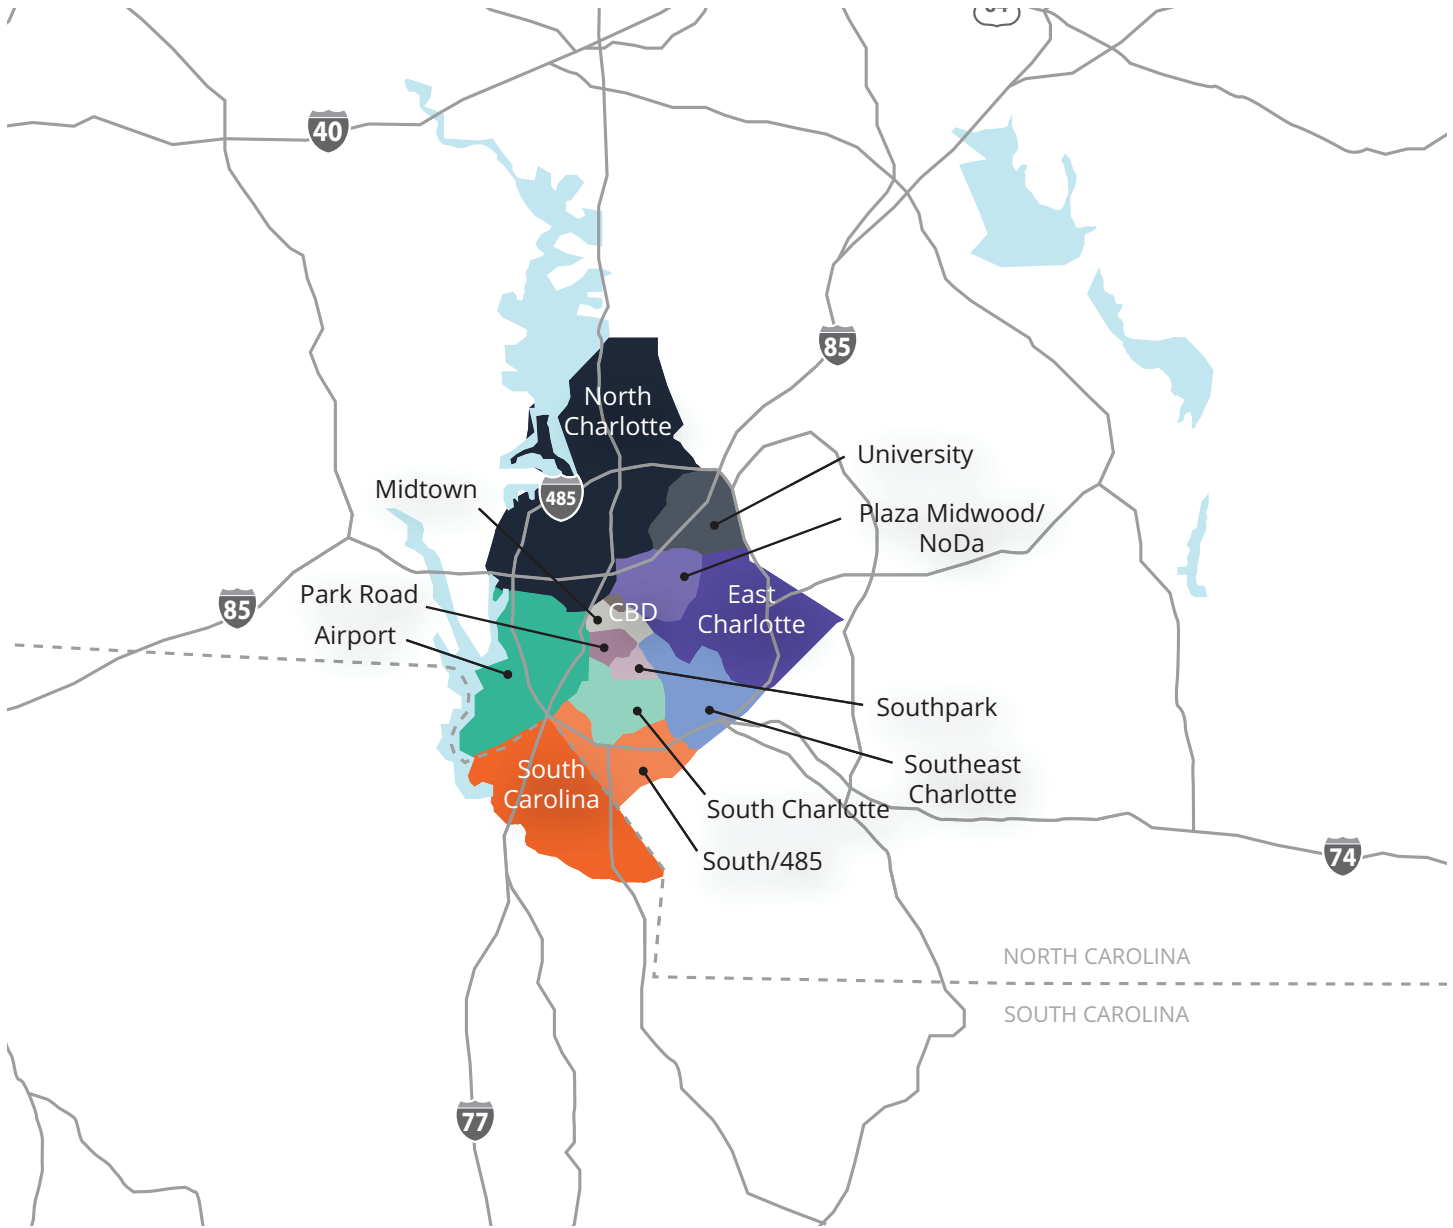 40
85
North
Charlotte
University
Midtown
485
Plaza Midwood/
NoDa
Park Road
85
CBD
East
Charlotte
Airport
Southpark
Southeast
Charlotte
South
Carolina
South Charlotte
South/485
74
NORTH CAROLINA
SOUTH CAROLINA
77